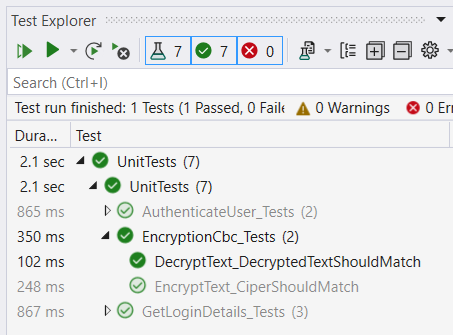 Test Explorer
7 7 0
Search (Ctrl+I)
Test run finished: 1 Tests (1 Passed, 0 Faile 0 Warnings 0 Er
Dura... Test
2.1 sec UnitTests (7)
2.1 sec UnitTests (7)
865 ms AuthenticateUser_Tests (2)
350 ms EncryptionCbc_Tests (2)
102 ms DecryptText_DecryptedTextShouldMatch
248 ms EncryptText_CiperShouldMatch
867 ms GetLoginDetails_Tests (3)